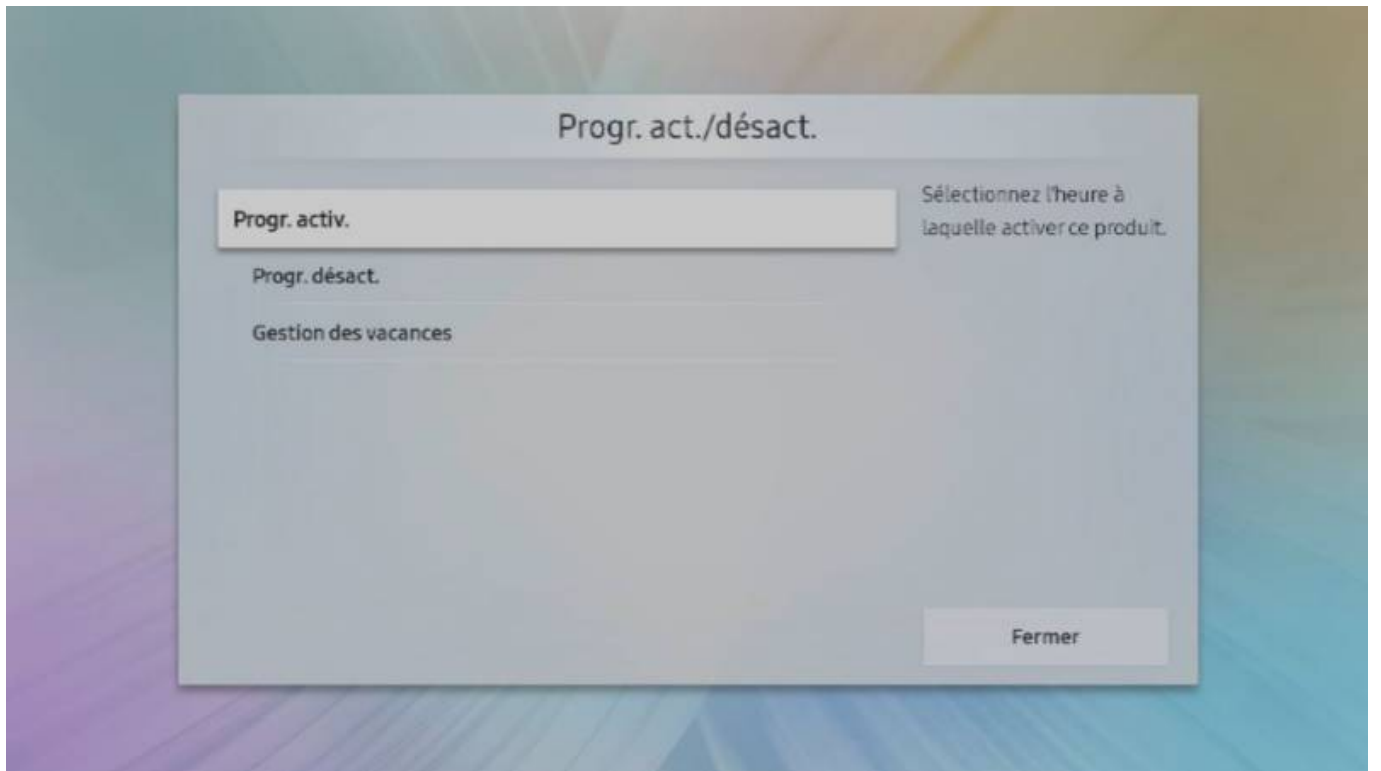 Progr. act./désact.
Progr. activ.
Sélectionnez l'heure à
laquelle activer ce produit.
Progr. désact.
Gestion des vacances
Fermer